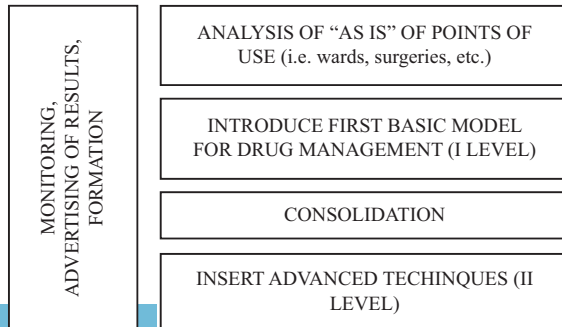 MONITORING,
ADVERTISING OF RESULTS,
FORMATION
ANALYSIS OF “AS IS” OF POINTS OF
USE (i.e. wards, surgeries, etc.)
INTRODUCE FIRST BASIC MODEL
FOR DRUG MANAGEMENT (I LEVEL)
CONSOLIDATION
INSERT ADVANCED TECHINQUES (II
LEVEL)